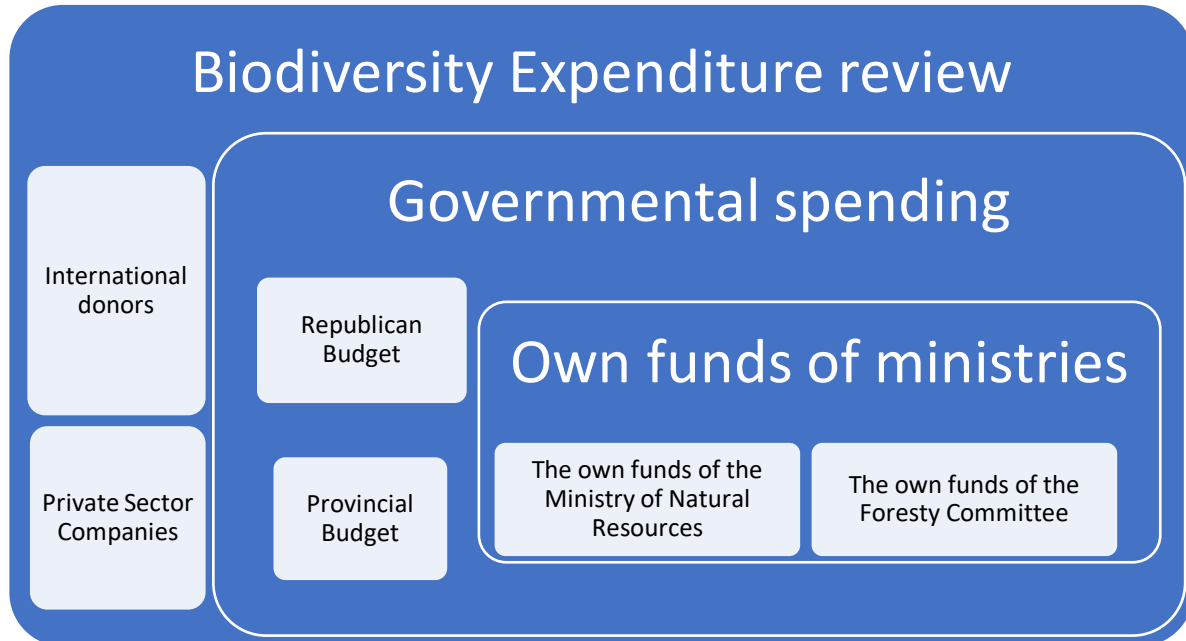 Biodiversity Expenditure review
Governmental spending
International
donors
Republican
Budget
Own funds of ministries
Private Sector
Companies
Provincial
Budget
The own funds of the
Ministry of Natural
Resources
The own funds of the
Foresty Committee